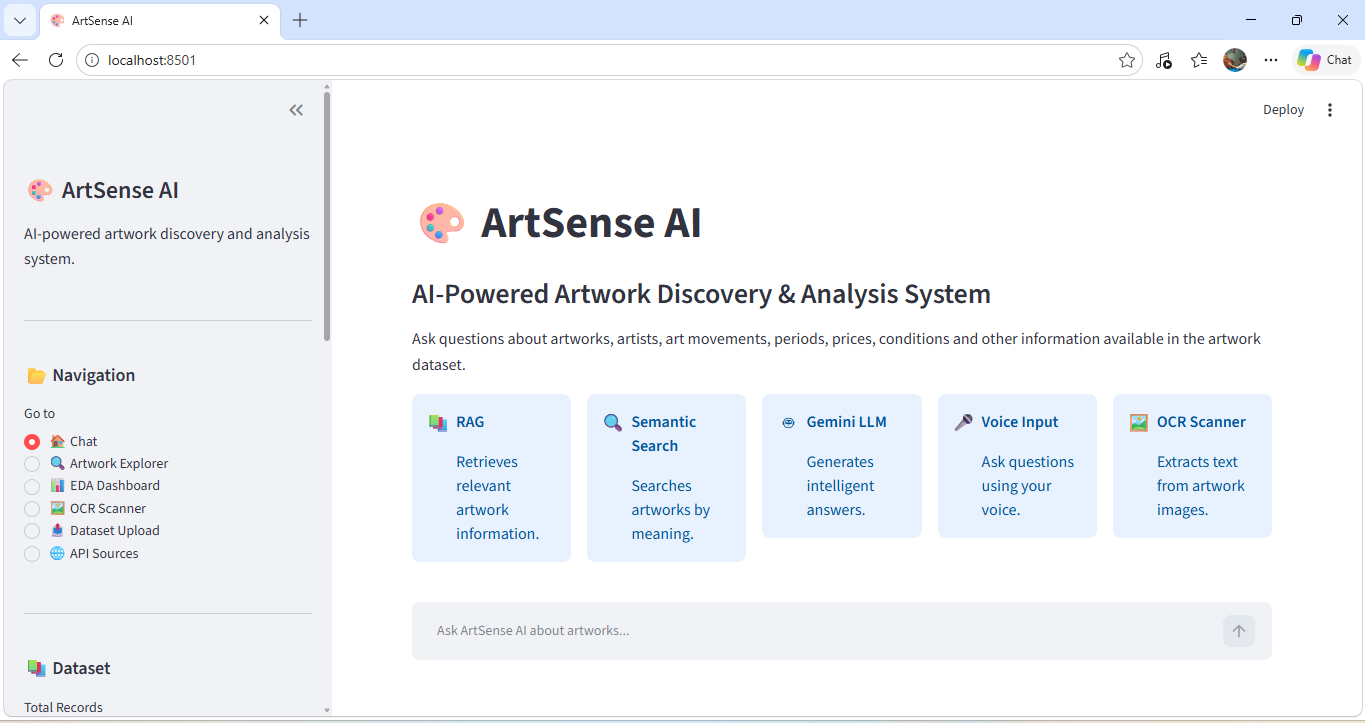 ArtSense AI
localhost:8501
Chat
Deploy
ArtSense AI
AI-powered artwork discovery and analysis
system.
Navigation
Go to
Chat
Artwork Explorer
EDA Dashboard
OCR Scanner
Dataset Upload
API Sources
Dataset
Total Records
ArtSense AI
AI-Powered Artwork Discovery & Analysis System
Ask questions about artworks, artists, art movements, periods, prices, conditions and other information available in the artwork
dataset.
RAG
Retrieves
relevant
artwork
information.
Semantic
Search
Searches
artworks by
meaning.
Gemini LLM
Generates
intelligent
answers.
Voice Input
Ask questions
using your
voice.
OCR Scanner
Extracts text
from artwork
images.
Ask ArtSense AI about artworks...